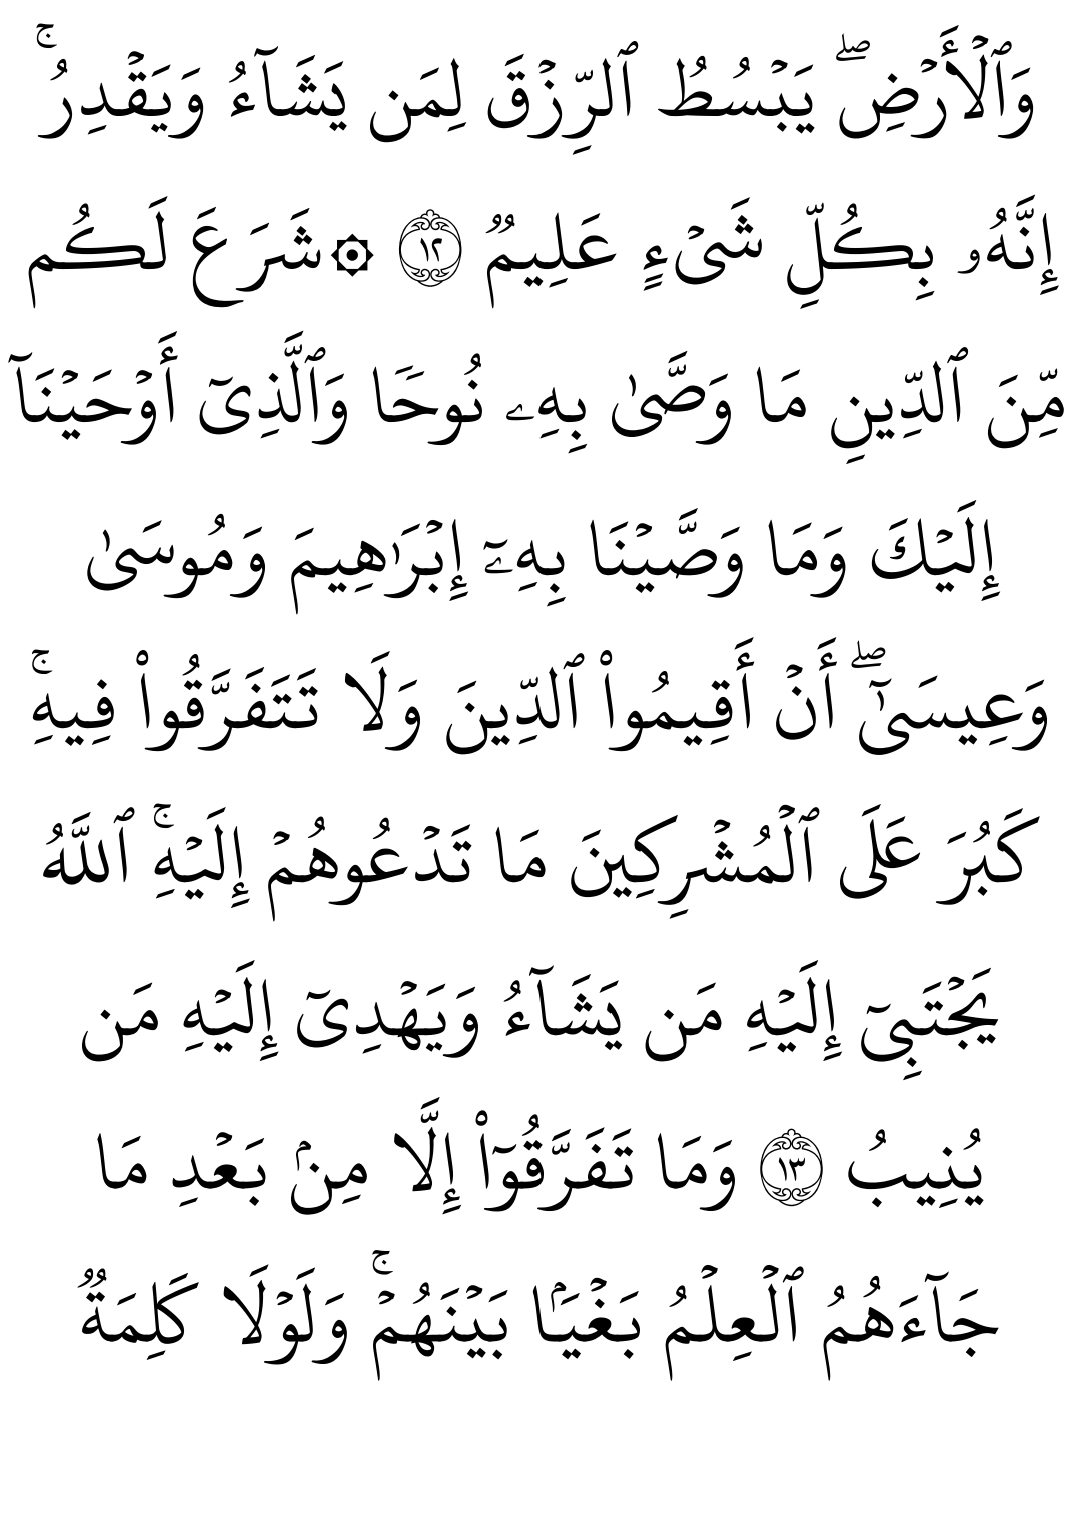 وَٱلۡأَرۡضِۖ يَبۡسُطُ ٱلرِّزۡقَ لِمَن يَشَآءُ وَيَقۡدِرُۚ
إِنَّهُۥ بِكُلِّ شَيۡءٍ عَلِيمٞ ١٢ ۞شَرَعَ لَكُم
مِّنَ ٱلدِّينِ مَا وَصَّىٰ بِهِۦ نُوحٗا وَٱلَّذِيٓ أَوۡحَيۡنَآ
إِلَيۡكَ وَمَا وَصَّيۡنَا بِهِۦٓ إِبۡرَٰهِيمَ وَمُوسَىٰ
وَعِيسَىٰٓۖ أَنۡ أَقِيمُواْ ٱلدِّينَ وَلَا تَتَفَرَّقُواْ فِيهِۚ
كَبُرَ عَلَى ٱلۡمُشۡرِكِينَ مَا تَدۡعُوهُمۡ إِلَيۡهِۚ ٱللَّهُ
يَجۡتَبِيٓ إِلَيۡهِ مَن يَشَآءُ وَيَهۡدِيٓ إِلَيۡهِ مَن
يُنِيبُ ١٣ وَمَا تَفَرَّقُوٓاْ إِلَّا مِنۢ بَعۡدِ مَا
جَآءَهُمُ ٱلۡعِلۡمُ بَغۡيَۢا بَيۡنَهُمۡۚ وَلَوۡلَا كَلِمَةٞ